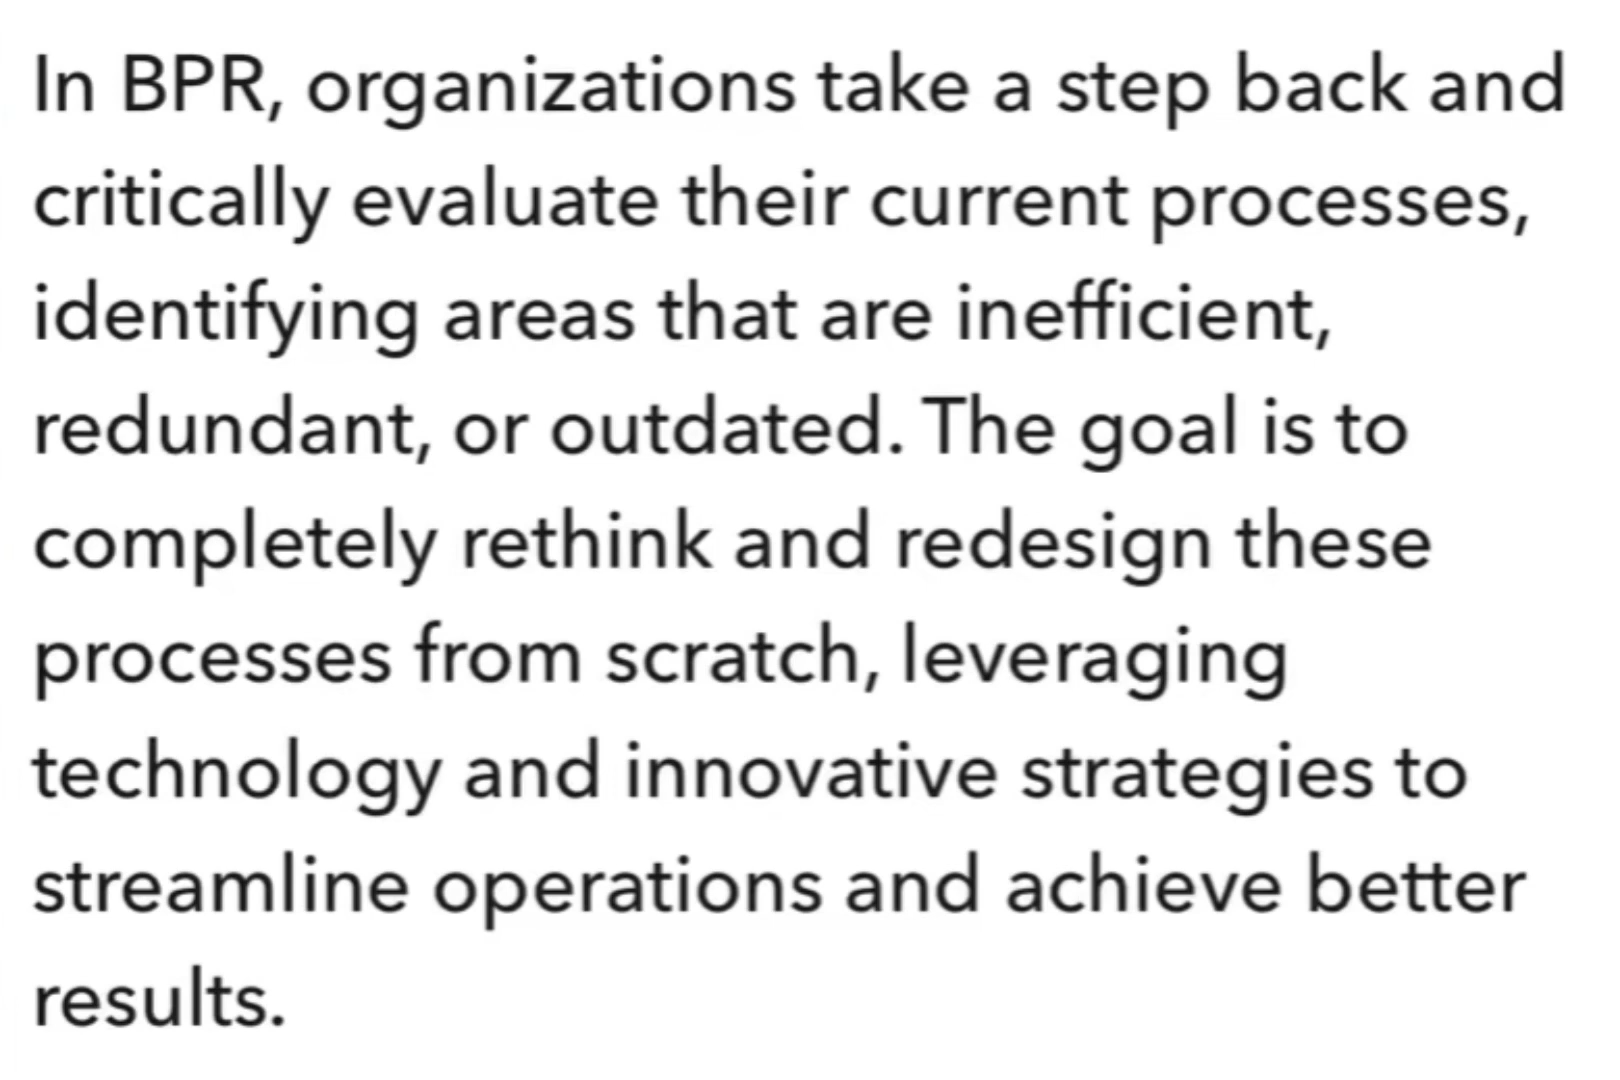 In BPR, organizations take a step back and
critically evaluate their current processes,
identifying areas that are inefficient,
redundant, or outdated. The goal is to
completely rethink and redesign these
processes from scratch, leveraging
technology and innovative strategies to
streamline operations and achieve better
results.